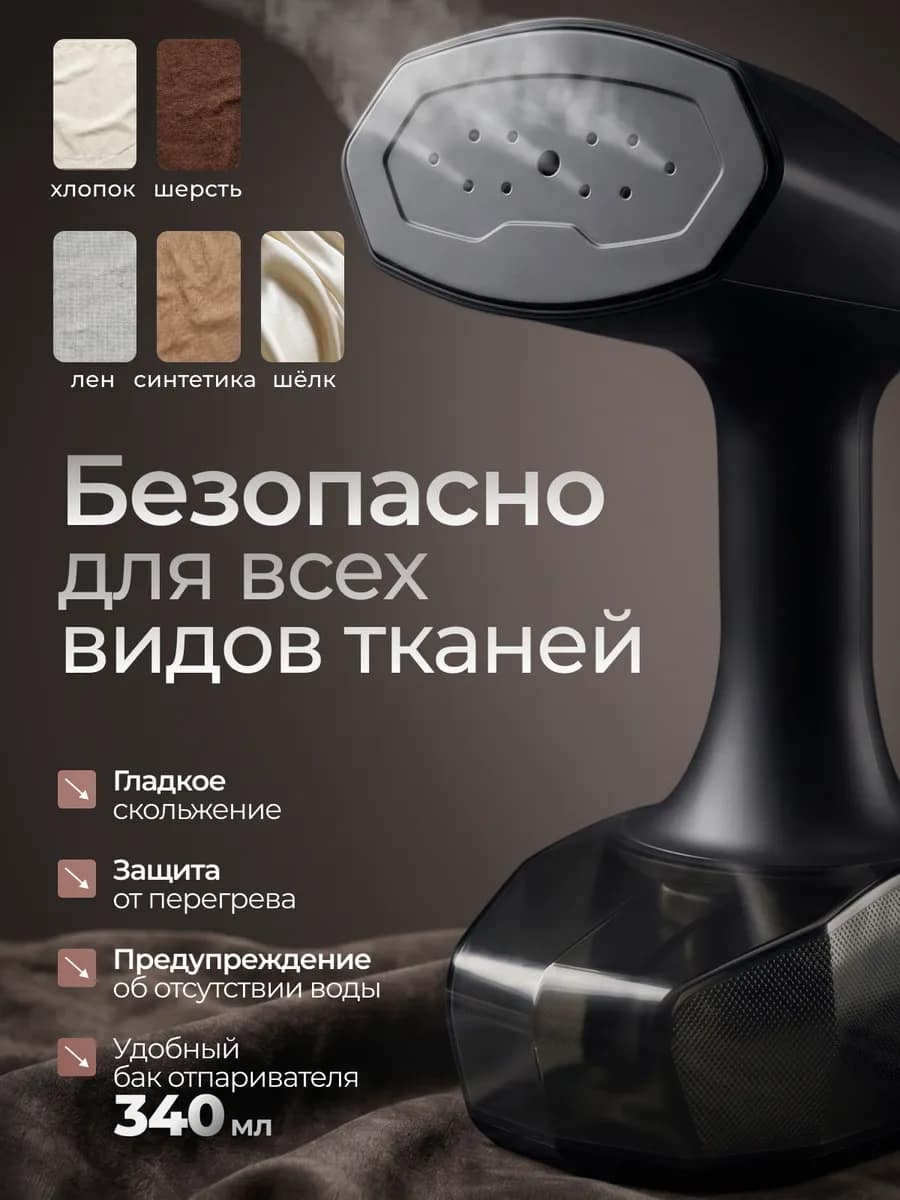 хлопок шерсть
лен синтетика шёлк
Безопасно
для всех
видов тканей
Гладкое
скольжение
Защита
от перегрева
Предупреждение
об отсутствии воды
Удобный
бак отпаривателя
340 мл